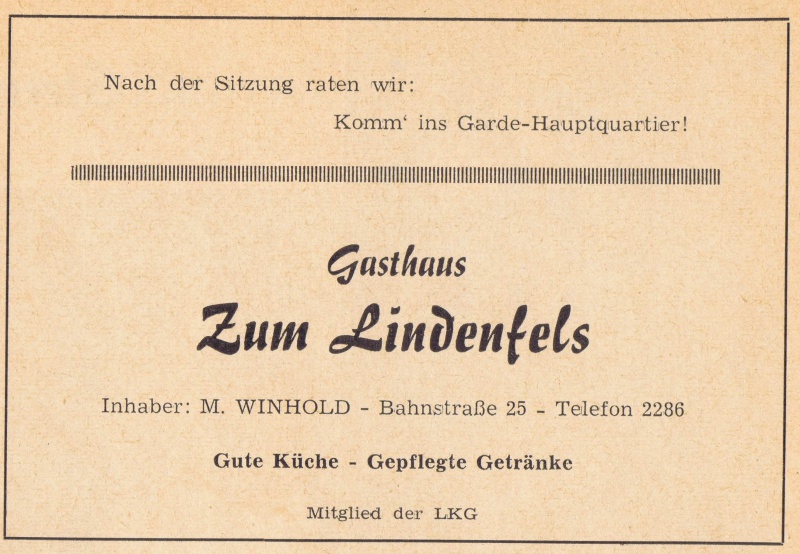 Nach der Sitzung raten wir:
Komm' ins Garde-Hauptquartier!
Gasthaus
Zum Lindenfels
Inhaber: M. WINHOLD - Bahnstraße 25 - Telefon 2286
Gute Küche - Gepflegte Getränke
Mitglied der LKG